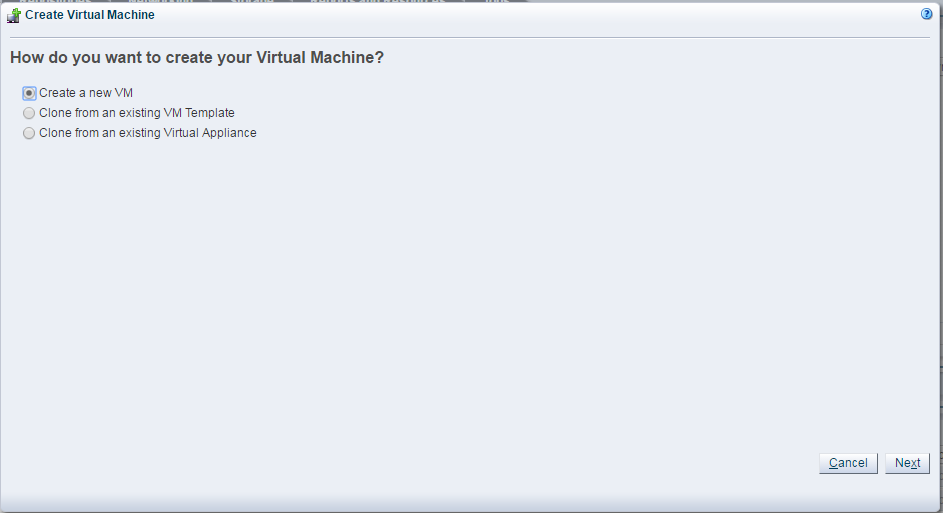 Create Virtual Machine
How do you want to create your Virtual Machine?
Create a new VM
Clone from an existing VM Template
Clone from an existing Virtual Appliance
Cancel Next